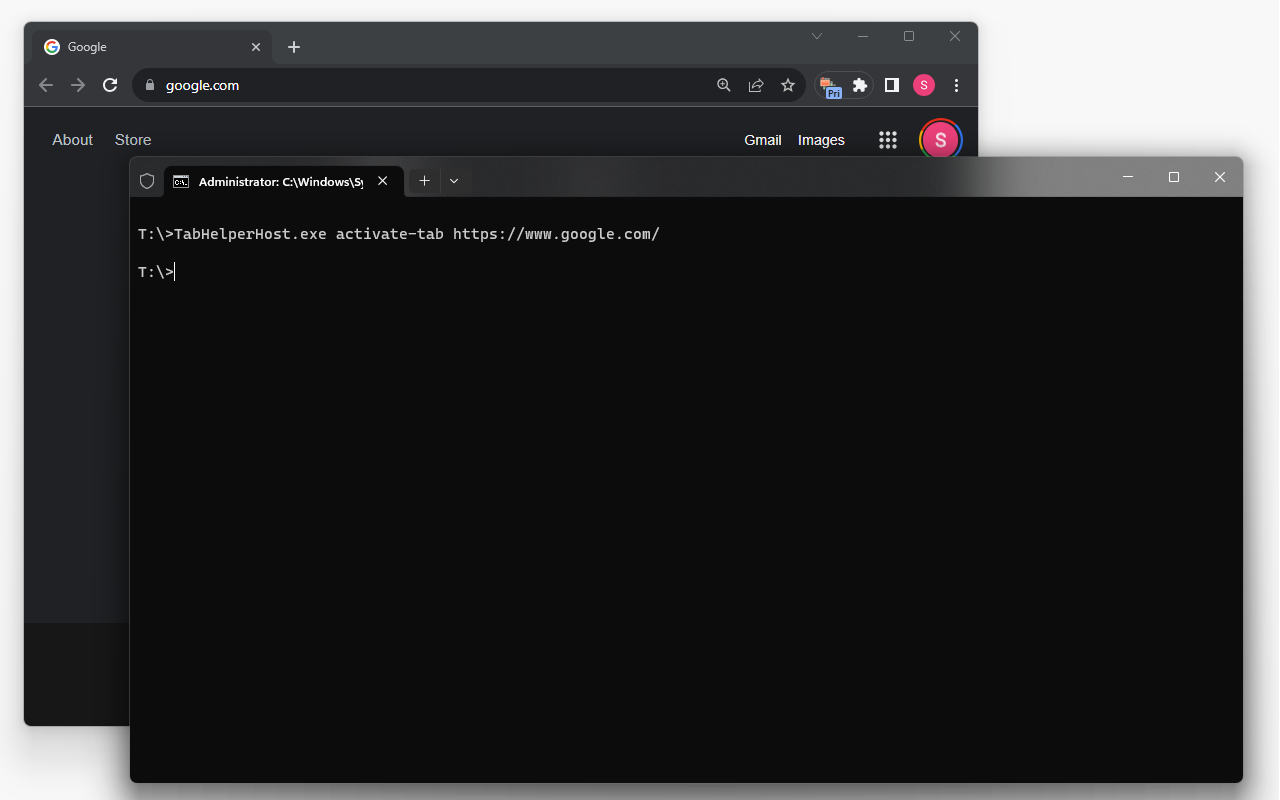 Google
google.com
Pri
S
About Store Gmail Images S
Administrator: C:\Windows\Sy
T:\>TabHelperHost.exe activate-tab https://www.google.com/
T:\>